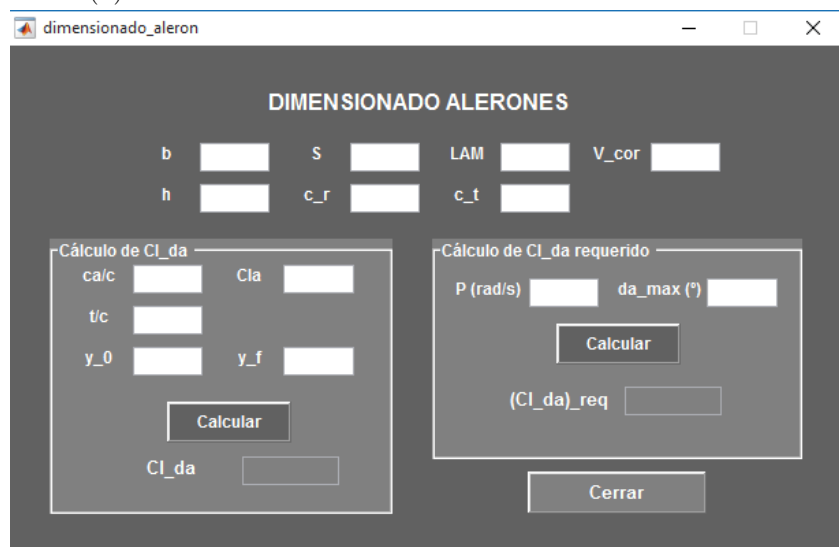 dimensionado_aleron
DIMENSIONADO ALERONES
b S LAM V_cor
h c_r c_t
Cálculo de Cl_da
ca/c Cla
t/c
y_0 y_f
Calcular
Cl_da
Cálculo de Cl_da requerido
P (rad/s) da_max (º)
Calcular
(Cl_da)_req
Cerrar